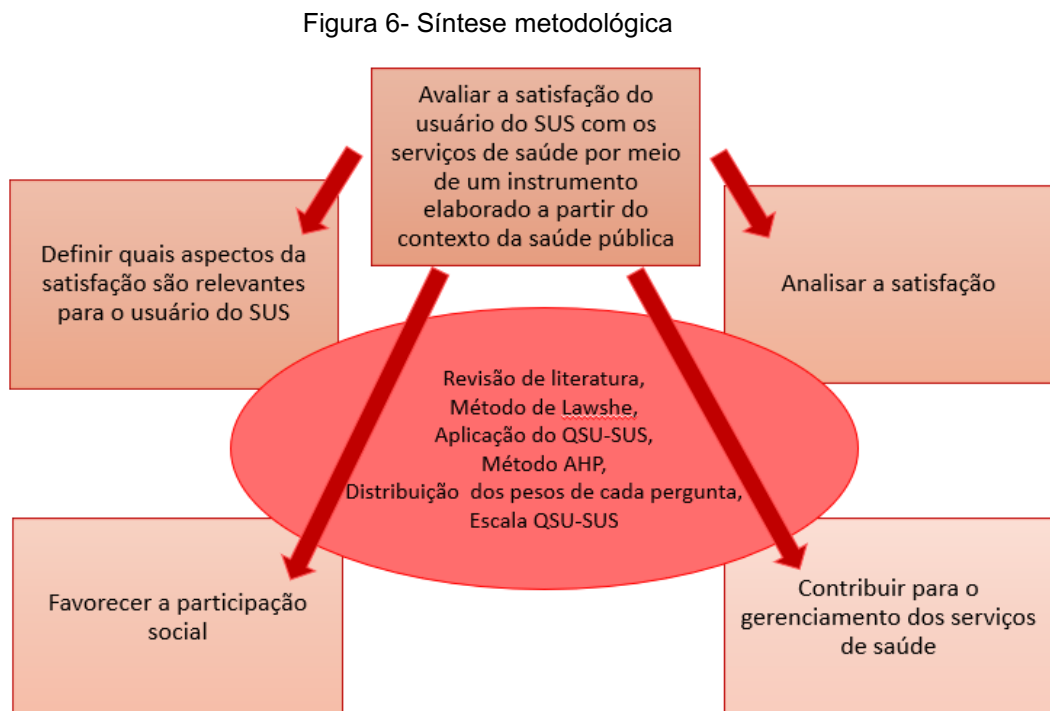 Figura 6- Síntese metodológica
Avaliar a satisfação do
usuário do SUS com os
serviços de saúde por meio
de um instrumento
elaborado a partir do
contexto da saúde pública
Definir quais aspectos da
satisfação são relevantes
para o usuário do SUS
Analisar a satisfação
Revisão de literatura,
Método de Lawshe,
Aplicação do QSU-SUS,
Método AHP,
Distribuição dos pesos de cada pergunta,
Escala QSU-SUS
Favorecer a participação
social
Contribuir para o
gerenciamento dos serviços
de saúde